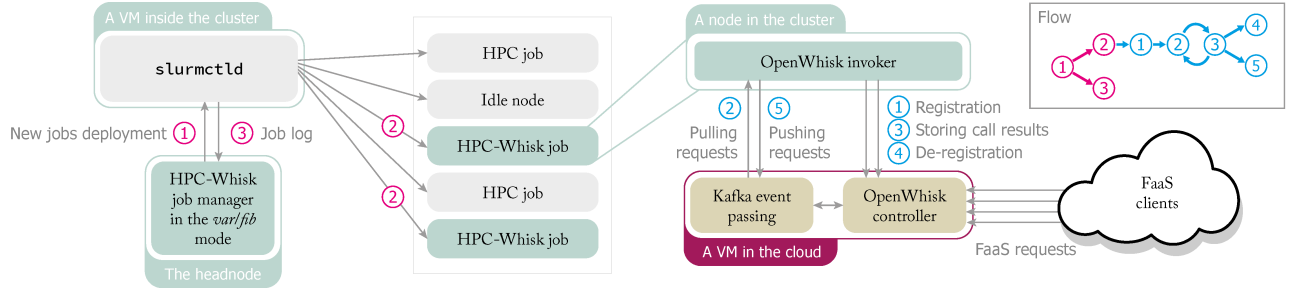 A VM inside the cluster
slurmctld
New jobs deployment 1
3 Job log
HPC-Whisk
job manager
in the var/fib
mode
The headnode
2
2
HPC job
Idle node
HPC-Whisk job
HPC job
HPC-Whisk job
A node in the cluster
OpenWhisk invoker
2
Pulling
requests
5
Pushing
requests
1 Registration
3 Storing call results
4 De-registration
Kafka event
passing
OpenWhisk
controller
A VM in the cloud
FaaS
clients
FaaS requests
Flow
1
2
3
1
2
3
4
5